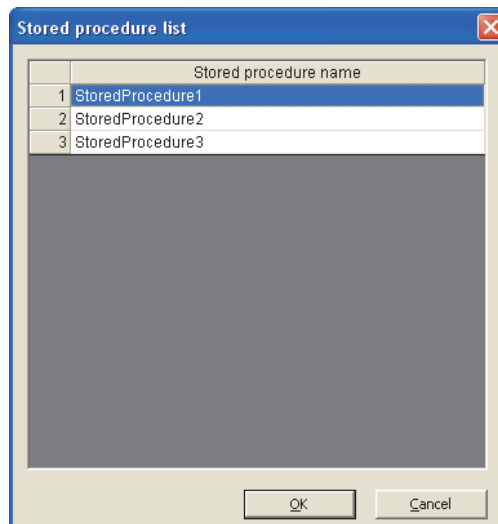 Stored procedure list
Stored procedure name
1 StoredProcedure1
2 StoredProcedure2
3 StoredProcedure3
OK Cancel